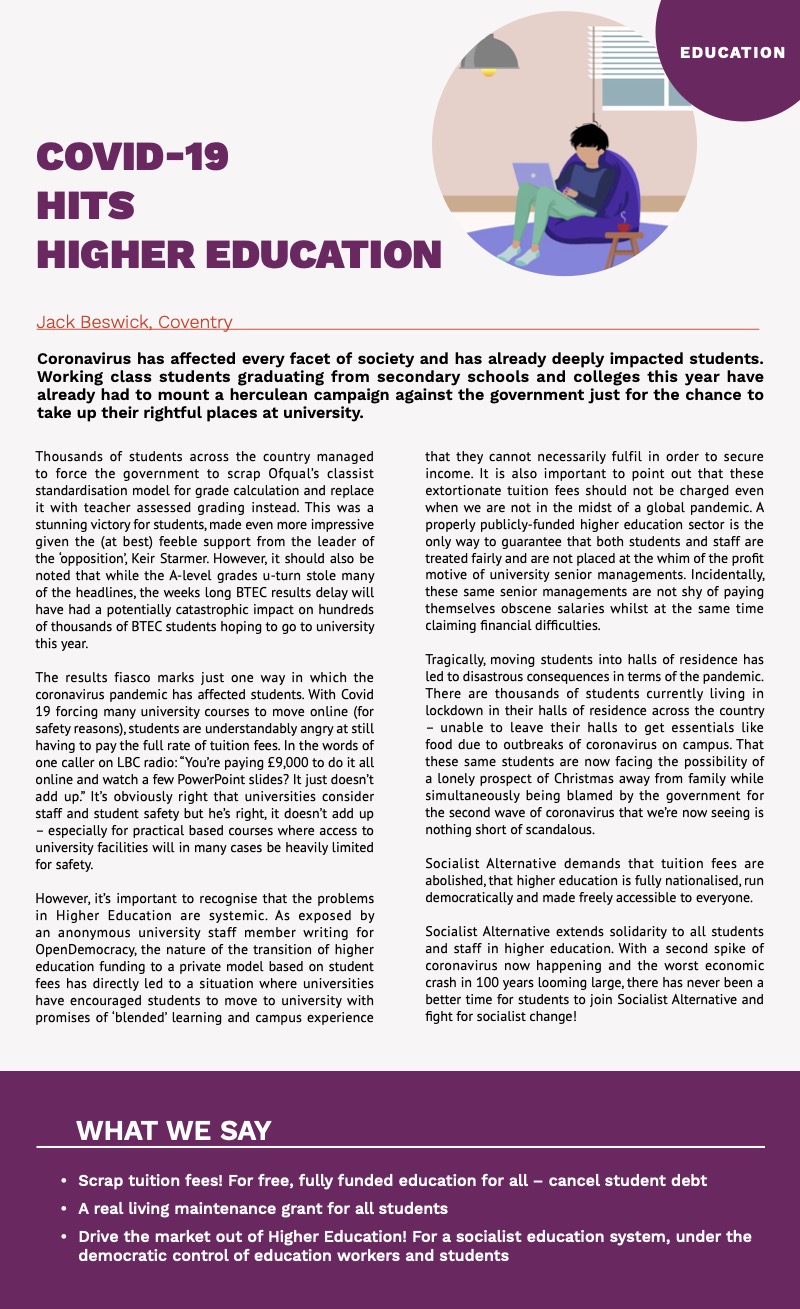 EDUCATION
COVID-19
HITS
HIGHER EDUCATION
Jack Beswick, Coventry
Coronavirus has affected every facet of society and has already deeply impacted students.
Working class students graduating from secondary schools and colleges this year have
already had to mount a herculean campaign against the government just for the chance to
take up their rightful places at university.
Thousands of students across the country managed
to force the government to scrap Ofqual's classist
standardisation model for grade calculation and replace
it with teacher assessed grading instead. This was a
stunning victory for students, made even more impressive
given the (at best) feeble support from the leader of
the 'opposition', Keir Starmer. However, it should also be
noted that while the A-level grades u-turn stole many
of the headlines, the weeks long BTEC results delay will
have had a potentially catastrophic impact on hundreds
of thousands of BTEC students hoping to go to university
this year.
The results fiasco marks just one way in which the
coronavirus pandemic has affected students. With Covid
19 forcing many university courses to move online (for
safety reasons), students are understandably angry at still
having to pay the full rate of tuition fees. In the words of
one caller on LBC radio: "You're paying £9,000 to do it all
online and watch a few PowerPoint slides? It just doesn't
add up." It's obviously right that universities consider
staff and student safety but he's right, it doesn't add up
– especially for practical based courses where access to
university facilities will in many cases be heavily limited
for safety.
However, it's important to recognise that the problems
in Higher Education are systemic. As exposed by
an anonymous university staff member writing for
OpenDemocracy, the nature of the transition of higher
education funding to a private model based on student
fees has directly led to a situation where universities
have encouraged students to move to university with
promises of 'blended' learning and campus experience
that they cannot necessarily fulfil in order to secure
income. It is also important to point out that these
extortionate tuition fees should not be charged even
when we are not in the midst of a global pandemic. A
properly publicly-funded higher education sector is the
only way to guarantee that both students and staff are
treated fairly and are not placed at the whim of the profit
motive of university senior managements. Incidentally,
these same senior managements are not shy of paying
themselves obscene salaries whilst at the same time
claiming financial difficulties.
Tragically, moving students into halls of residence has
led to disastrous consequences in terms of the pandemic.
There are thousands of students currently living in
lockdown in their halls of residence across the country
– unable to leave their halls to get essentials like
food due to outbreaks of coronavirus on campus. That
these same students are now facing the possibility of
a lonely prospect of Christmas away from family while
simultaneously being blamed by the government for
the second wave of coronavirus that we're now seeing is
nothing short of scandalous.
Socialist Alternative demands that tuition fees are
abolished, that higher education is fully nationalised, run
democratically and made freely accessible to everyone.
Socialist Alternative extends solidarity to all students
and staff in higher education. With a second spike of
coronavirus now happening and the worst economic
crash in 100 years looming large, there has never been a
better time for students to join Socialist Alternative and
fight for socialist change!
WHAT WE SAY
• Scrap tuition fees! For free, fully funded education for all – cancel student debt
• A real living maintenance grant for all students
• Drive the market out of Higher Education! For a socialist education system, under the
democratic control of education workers and students